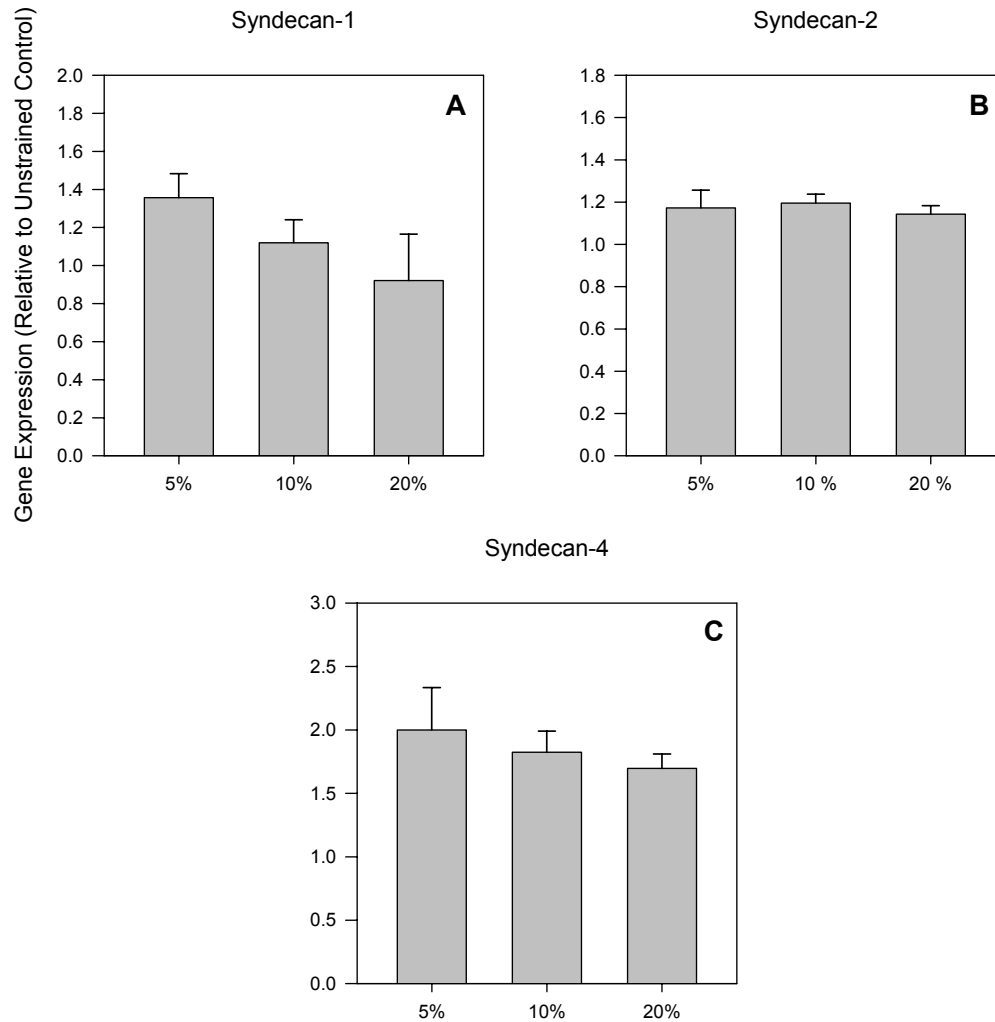 Syndecan-1
Syndecan-2
Gene Expression (Relative to Unstrained Control)
A
2.0
1.8
1.6
1.4
1.2
1.0
0.8
0.6
0.4
0.2
0.0
5% 10% 20%
B
1.8
1.6
1.4
1.2
1.0
0.8
0.6
0.4
0.2
0.0
5% 10 % 20 %
Syndecan-4
C
3.0
2.5
2.0
1.5
1.0
0.5
0.0
5% 10% 20%